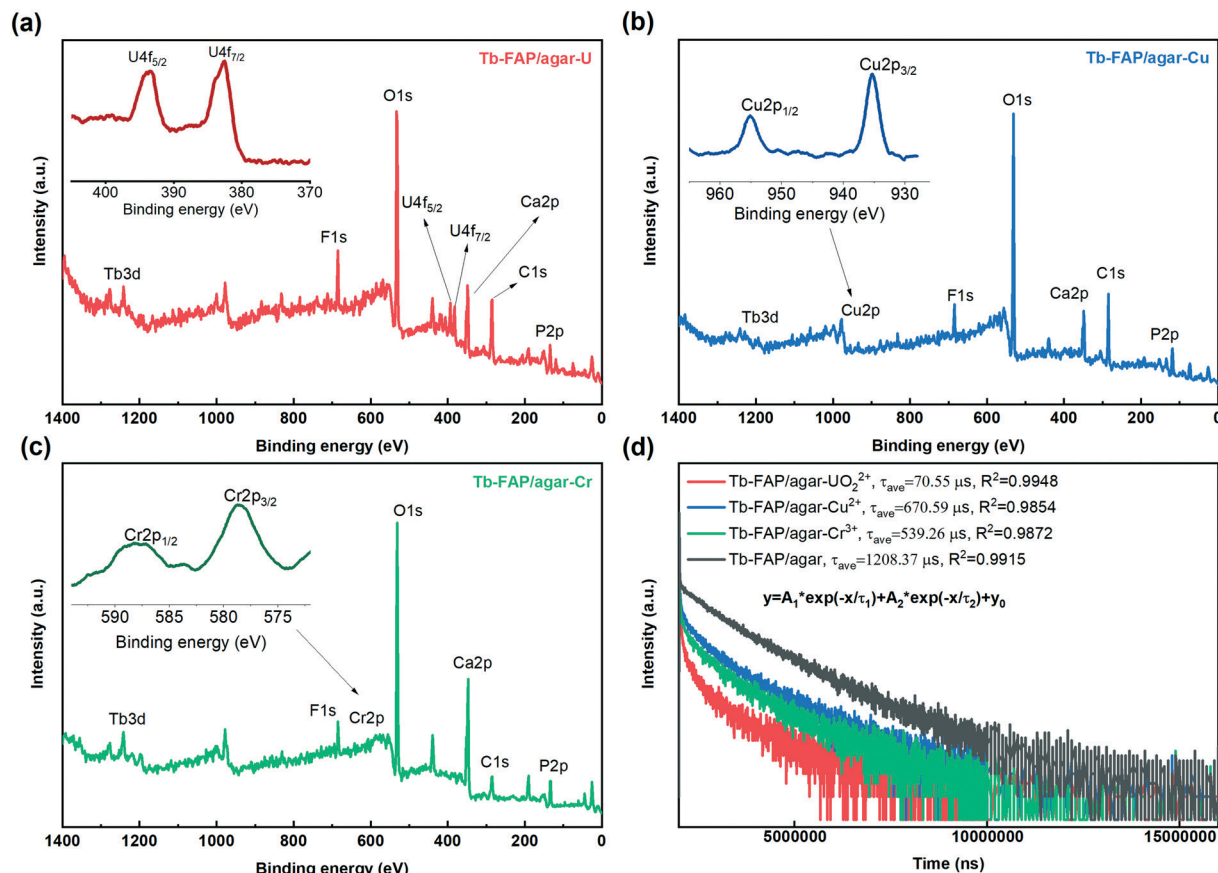 (a)
Tb-FAP/agar-U
U4f5/2
U4f7/2
400 390 380 370
Binding energy (eV)
O1s
U4f5/2
U4f7/2
Ca2p
F1s
C1s
Tb3d
P2p
Intensity (a.u.)
1400 1200 1000 800 600 400 200 0
Binding energy (eV)
(b)
Tb-FAP/agar-Cu
Cu2p3/2
Cu2p1/2
960 950 940 930
Binding energy (eV)
O1s
C1s
Ca2p
F1s
Cu2p
Tb3d
P2p
Intensity (a.u.)
1400 1200 1000 800 600 400 200 0
Binding energy (eV)
(c)
Tb-FAP/agar-Cr
Cr2p3/2
Cr2p1/2
590 585 580 575
Binding energy (eV)
O1s
Ca2p
F1s
Cr2p
Tb3d
C1s
P2p
Intensity (a.u.)
1400 1200 1000 800 600 400 200 0
Binding energy (eV)
(d)
Tb-FAP/agar-UO₂²⁺, τave=70.55 μs, R²=0.9948
Tb-FAP/agar-Cu²⁺, τave=670.59 μs, R²=0.9854
Tb-FAP/agar-Cr³⁺, τave=539.26 μs, R²=0.9872
Tb-FAP/agar, τave=1208.37 μs, R²=0.9915
y=A₁*exp(-x/τ₁)+A₂*exp(-x/τ₂)+y₀
Intensity (a.u.)
5000000 10000000 15000000
Time (ns)